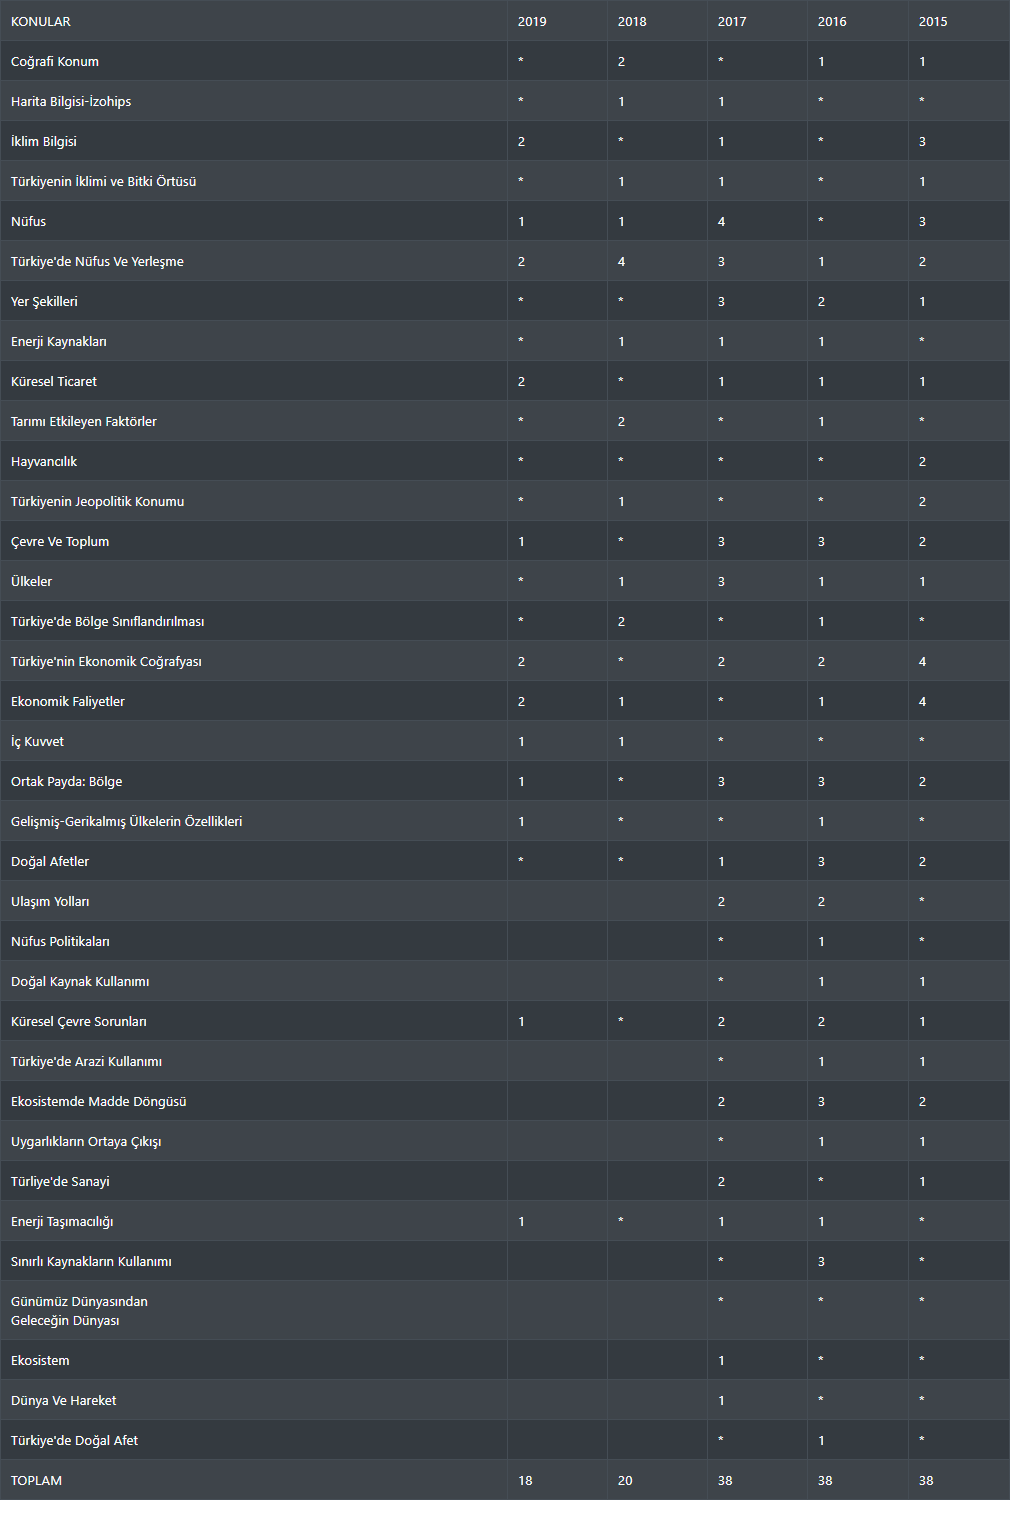 KONULAR 2019 2018 2017 2016 2015
Coğrafi Konum * 2 * 1 1
Harita Bilgisi-İzohips * 1 1 * *
İklim Bilgisi 2 * 1 * 3
Türkiyenin İklimi ve Bitki Örtüsü * 1 1 * 1
Nüfus 1 1 4 * 3
Türkiye'de Nüfus Ve Yerleşme 2 4 3 1 2
Yer Şekilleri * * 3 2 1
Enerji Kaynakları * 1 1 1 *
Küresel Ticaret 2 * 1 1 1
Tarımı Etkileyen Faktörler * 2 * 1 *
Hayvancılık * * * * 2
Türkiyenin Jeopolitik Konumu * 1 * * 2
Çevre Ve Toplum 1 * 3 3 2
Ülkeler * 1 3 1 1
Türkiye'de Bölge Sınıflandırılması * 2 * 1 *
Türkiye'nin Ekonomik Coğrafyası 2 * 2 2 4
Ekonomik Faliyetler 2 1 * 1 4
İç Kuvvet 1 1 * * *
Ortak Payda: Bölge 1 * 3 3 2
Gelişmiş-Gerikalmış Ülkelerin Özellikleri 1 * * 1 *
Doğal Afetler * * 1 3 2
Ulaşım Yolları 2 2 *
Nüfus Politikaları * 1 *
Doğal Kaynak Kullanımı * 1 1
Küresel Çevre Sorunları 1 * 2 2 1
Türkiye'de Arazi Kullanımı * 1 1
Ekosistemde Madde Döngüsü 2 3 2
Uygarlıkların Ortaya Çıkışı * 1 1
Türliye'de Sanayi 2 * 1
Enerji Taşımacılığı 1 * 1 1 *
Sınırlı Kaynakların Kullanımı * 3 *
Günümüz Dünyasından * * *
Geleceğin Dünyası
Ekosistem 1 * *
Dünya Ve Hareket 1 * *
Türkiye'de Doğal Afet * 1 *
TOPLAM 18 20 38 38 38